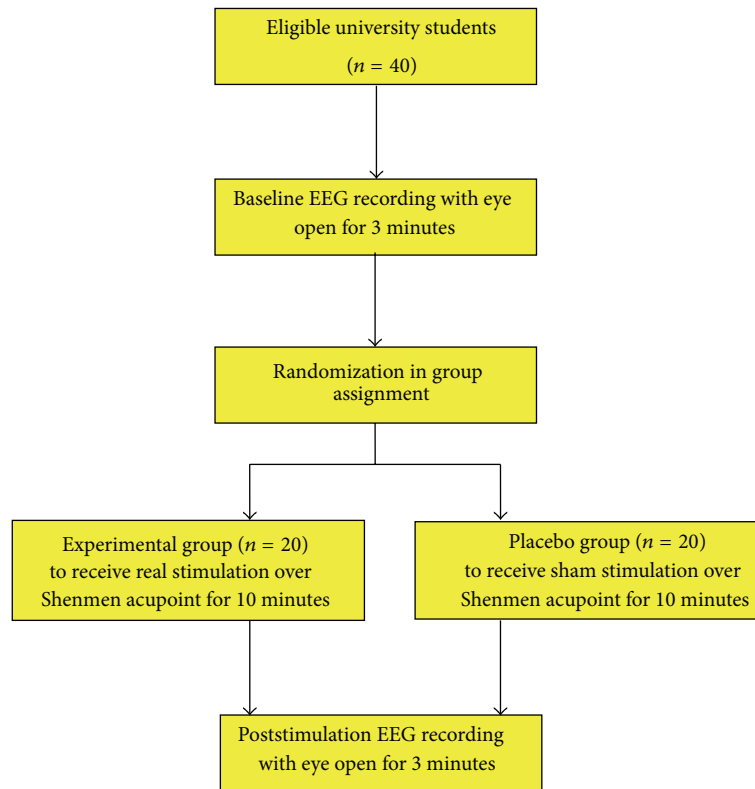 Eligible university students
(n = 40)
Baseline EEG recording with eye
open for 3 minutes
Randomization in group
assignment
Experimental group (n = 20)
to receive real stimulation over
Shenmen acupoint for 10 minutes
Placebo group (n = 20)
to receive sham stimulation over
Shenmen acupoint for 10 minutes
Poststimulation EEG recording
with eye open for 3 minutes